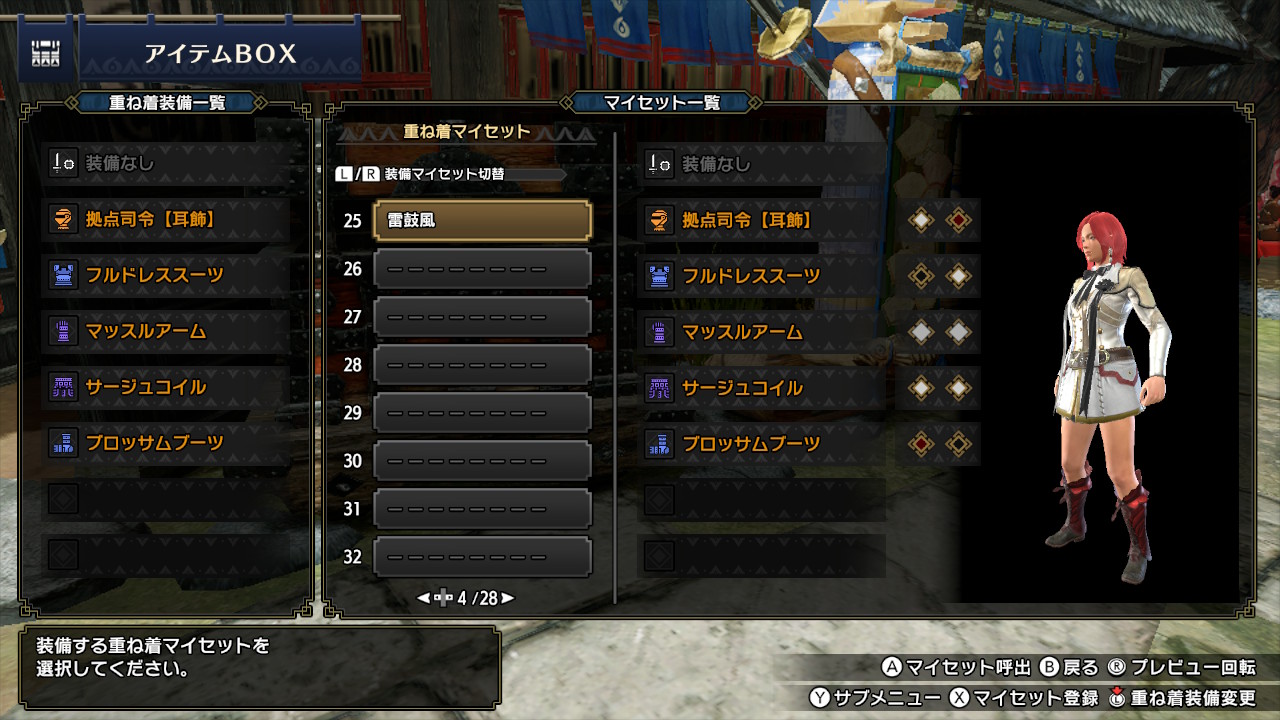 アイテムBOX
重ね着装備一覧
装備なし
拠点司令【耳飾】
フルドレススーツ
マッスルアーム
サージュコイル
ブロッサムブーツ
マイセット一覧
重ね着マイセット
L/R 装備マイセット切替
25 雷鼓風
26 －－－－－－－－
27 －－－－－－－－
28 －－－－－－－－
29 －－－－－－－－
30 －－－－－－－－
31 －－－－－－－－
32 －－－－－－－－
4/28
装備なし
拠点司令【耳飾】
フルドレススーツ
マッスルアーム
サージュコイル
ブロッサムブーツ
装備する重ね着マイセットを
選択してください。
Aマイセット呼出 B戻る Rプレビュー回転
Yサブメニュー Xマイセット登録 L重ね着装備変更